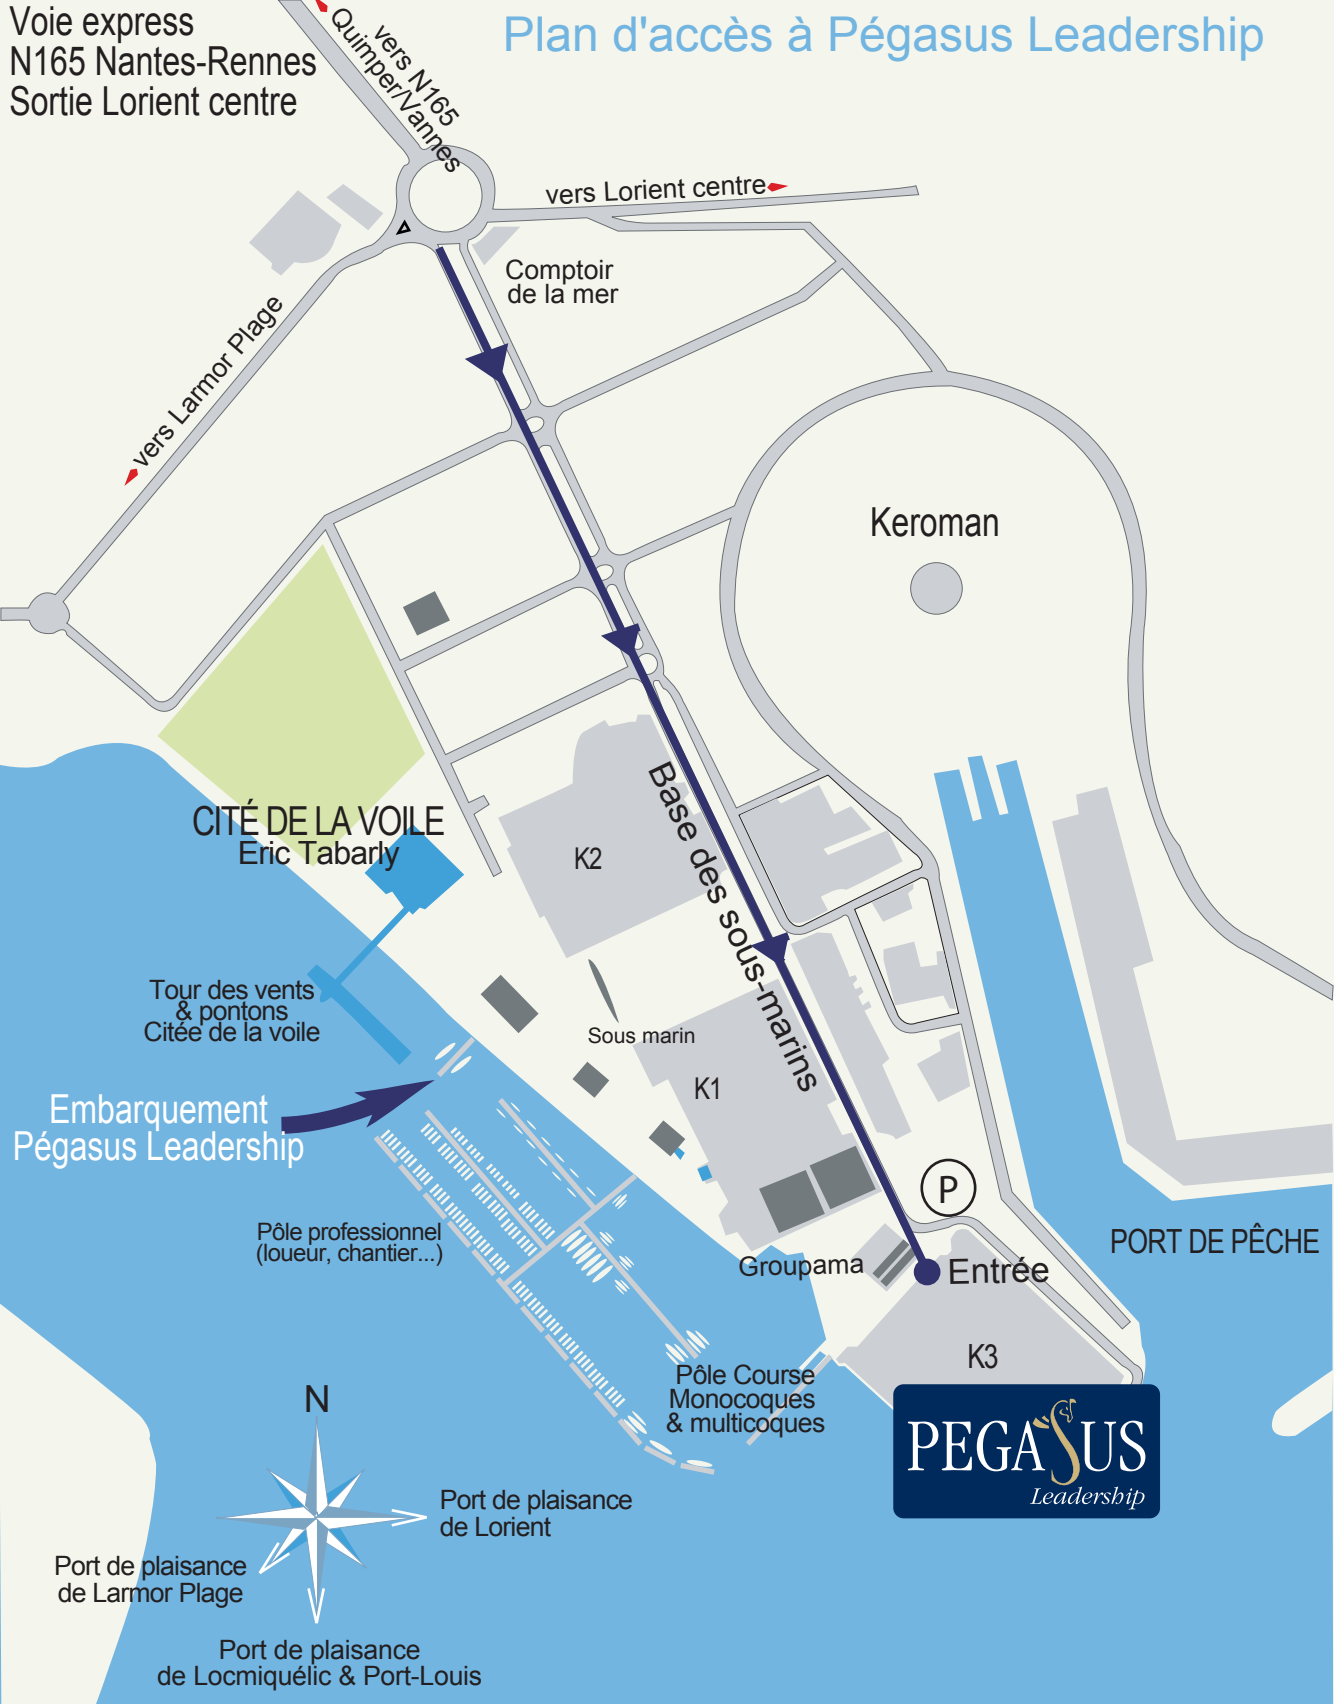 Voie express
N165 Nantes-Rennes
Sortie Lorient centre
Plan d'accès à Pégasus Leadership
vers N165
Quimper/Vannes
vers Lorient centre
Comptoir
de la mer
vers Larmor Plage
Keroman
CITÉ DE LA VOILE
Eric Tabarly
K2
Base des sous-marins
Tour des vents
& pontons
Citée de la voile
Sous marin
K1
Embarquement
Pégasus Leadership
P
Pôle professionnel
(loueur, chantier...)
PORT DE PÊCHE
Groupama
Entrée
K3
Pôle Course
Monocoques
& multicoques
PEGASUS
Leadership
N
Port de plaisance
de Lorient
Port de plaisance
de Larmor Plage
Port de plaisance
de Locmiquélic & Port-Louis